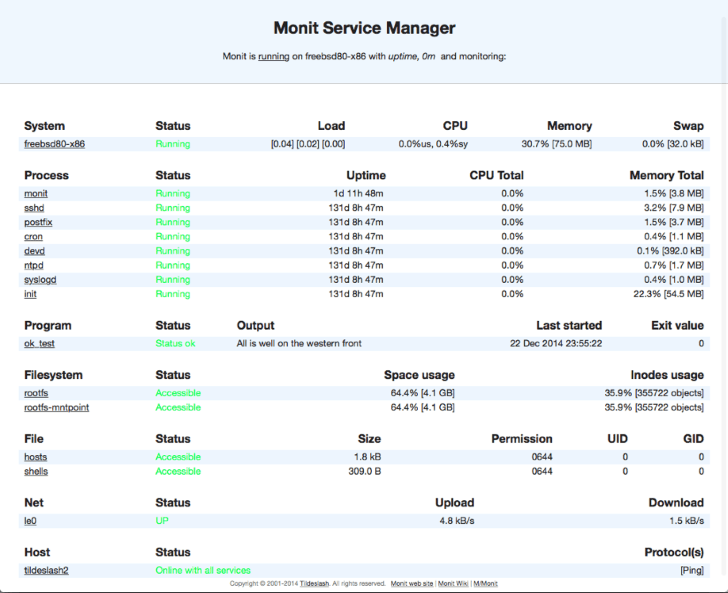 Monit Service Manager
Monit is running on freebsd80-x86 with uptime, 0m and monitoring:
System Status Load CPU Memory Swap
freebsd80-x86 Running [0.04] [0.02] [0.00] 0.0%us, 0.4%sy 30.7% [75.0 MB] 0.0% [32.0 kB]
Process Status Uptime CPU Total Memory Total
monit Running 1d 11h 48m 0.0% 1.5% [3.8 MB]
sshd Running 131d 8h 47m 0.0% 3.2% [7.9 MB]
postfix Running 131d 8h 47m 0.0% 1.5% [3.7 MB]
cron Running 131d 8h 47m 0.0% 0.4% [1.1 MB]
devd Running 131d 8h 47m 0.0% 0.1% [392.0 kB]
ntpd Running 131d 8h 47m 0.0% 0.7% [1.7 MB]
syslogd Running 131d 8h 47m 0.0% 0.4% [1.0 MB]
init Running 131d 8h 47m 0.0% 22.3% [54.5 MB]
Program Status Output Last started Exit value
ok_test Status ok All is well on the western front 22 Dec 2014 23:55:22 0
Filesystem Status Space usage Inodes usage
rootfs Accessible 64.4% [4.1 GB] 35.9% [355722 objects]
rootfs-mntpoint Accessible 64.4% [4.1 GB] 35.9% [355722 objects]
File Status Size Permission UID GID
hosts Accessible 1.8 kB 0644 0 0
shells Accessible 309.0 B 0644 0 0
Net Status Upload Download
le0 UP 4.8 kB/s 1.5 kB/s
Host Status Protocol(s)
tildeslash2 Online with all services [Ping]
Copyright © 2001-2014 Tildeslash. All rights reserved. Monit web site | Monit Wiki | M/Monit